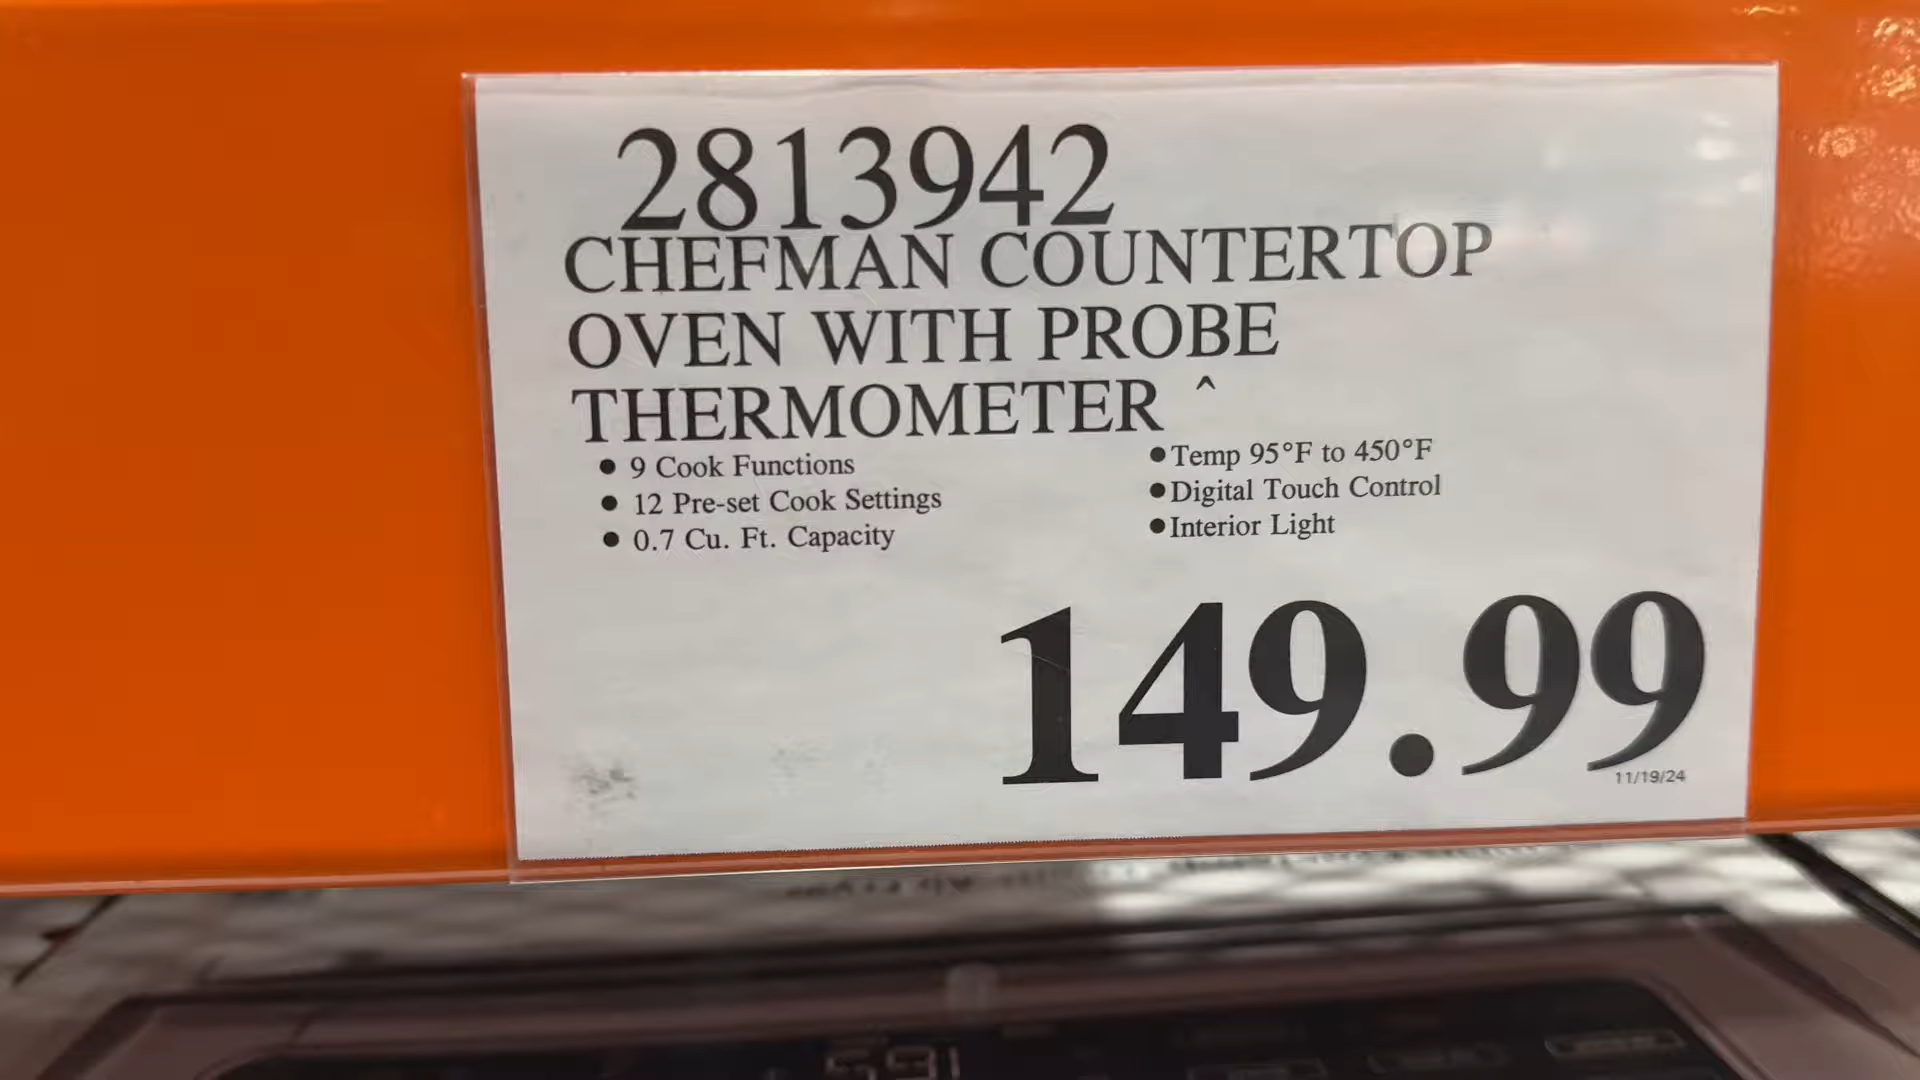 2813942
CHEFMAN COUNTERTOP
OVEN WITH PROBE
THERMOMETER ^
● 9 Cook Functions
● 12 Pre-set Cook Settings
● 0.7 Cu. Ft. Capacity
●Temp 95°F to 450°F
●Digital Touch Control
●Interior Light
149.99
11/19/24